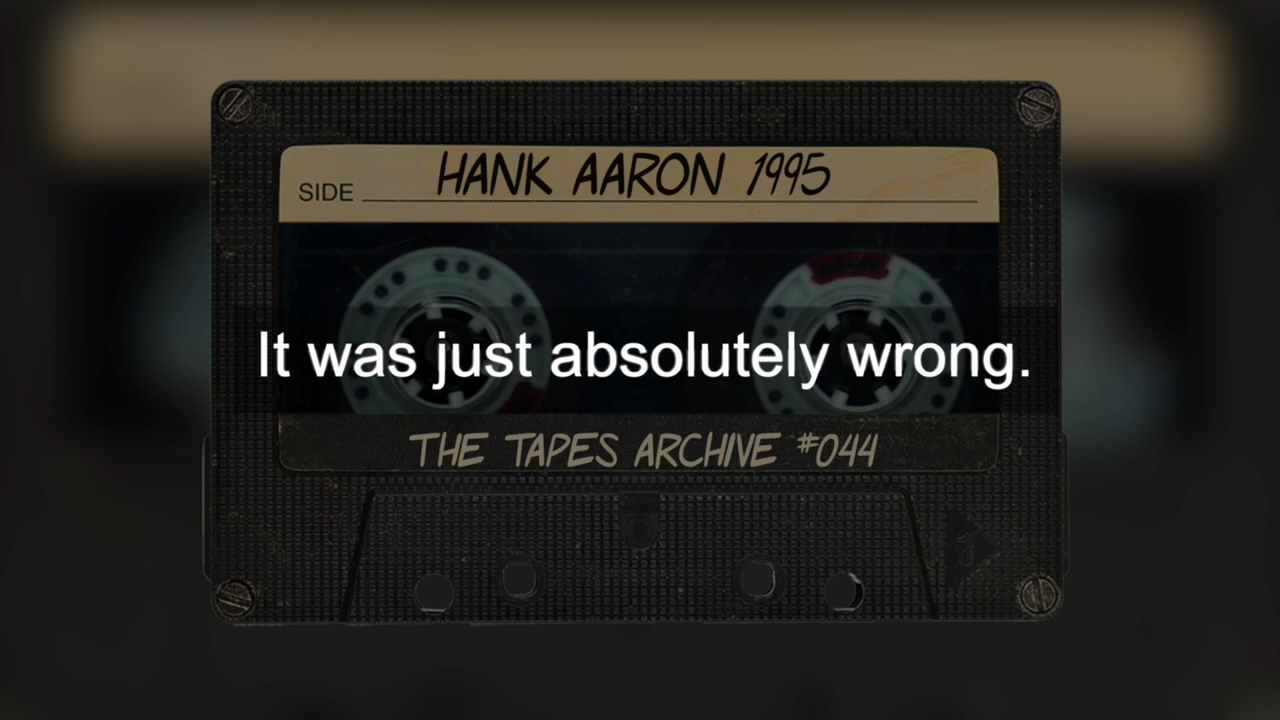 HANK AARON 1995
SIDE
It was just absolutely wrong.
THE TAPES ARCHIVE #044